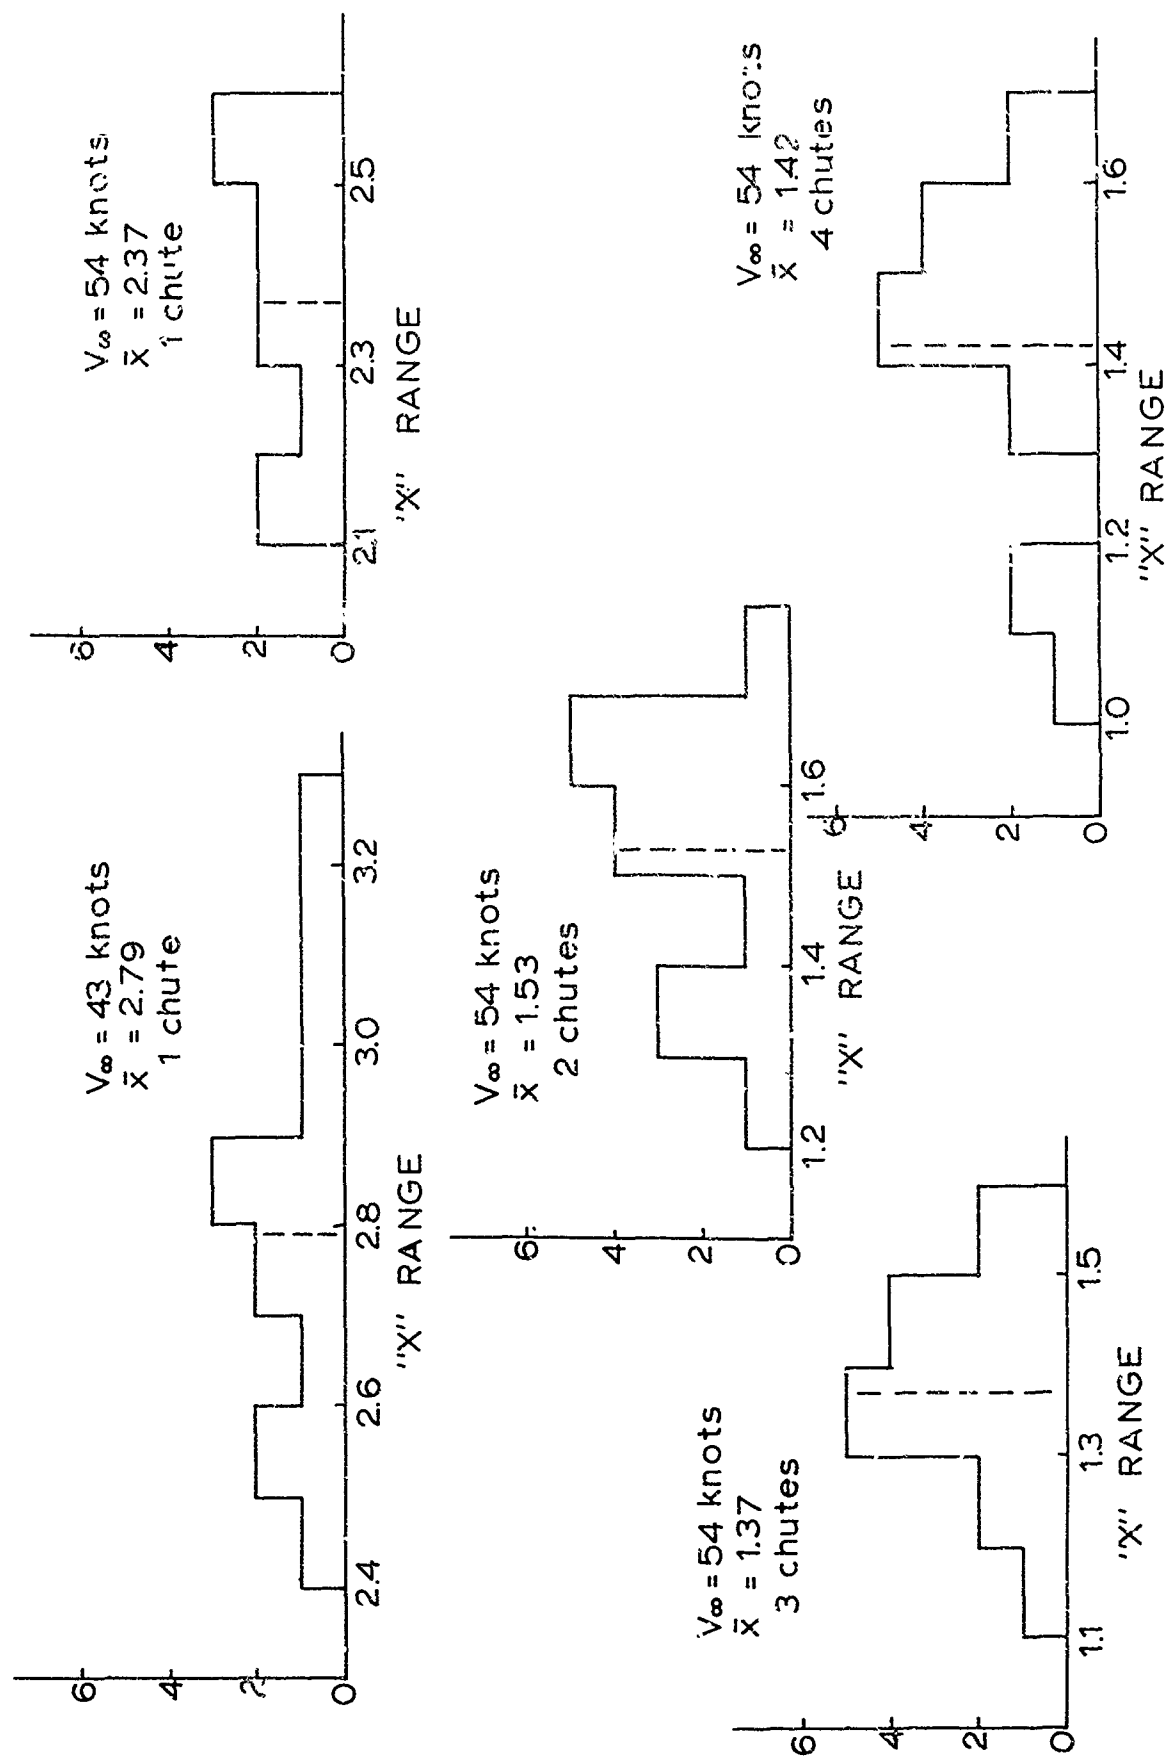 V∞ = 43 knots
x̄ = 2.79
1 chute
6
4
2
0
2.4
2.6
2.8
3.0
3.2
"X" RANGE
V∞ = 54 knots
x̄ = 2.37
1 chute
6
4
2
0
2.1
2.3
2.5
"X" RANGE
V∞ = 54 knots
x̄ = 1.53
2 chutes
6
4
2
0
1.2
1.4
1.6
"X" RANGE
V∞ = 54 knots
x̄ = 1.37
3 chutes
6
4
2
0
1.1
1.3
1.5
"X" RANGE
V∞ = 54 knots
x̄ = 1.42
4 chutes
6
4
2
0
1.0
1.2
1.4
1.6
"X" RANGE